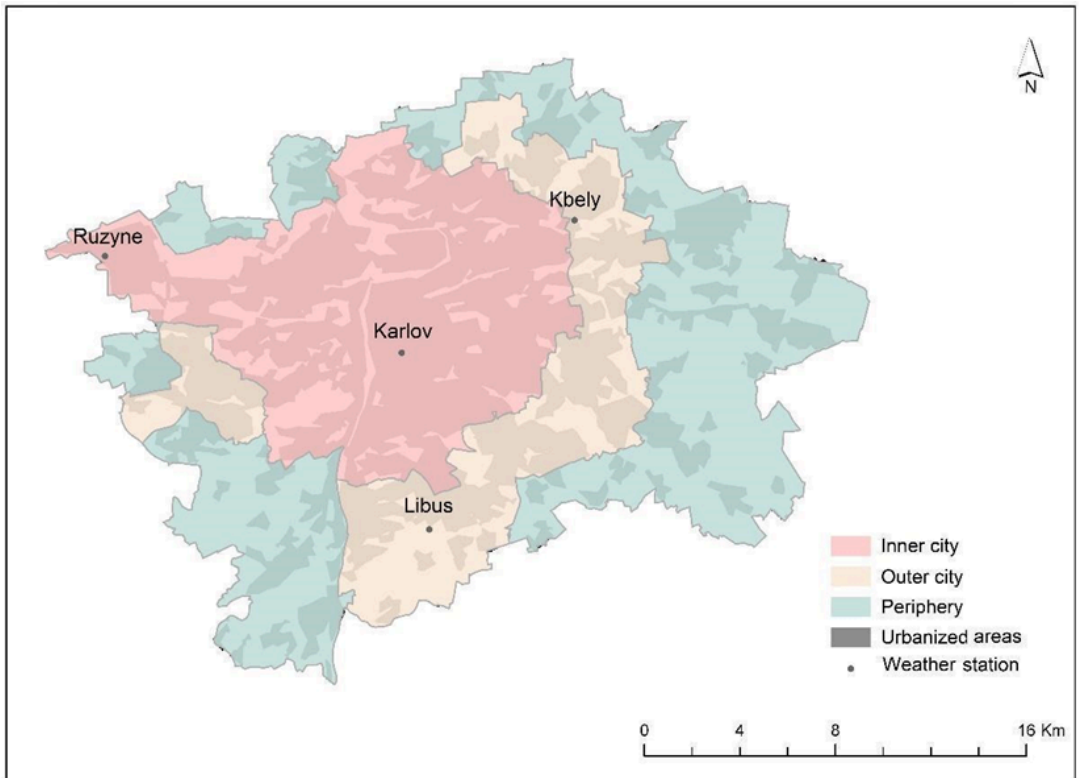 N
Kbely
Ruzyne
Karlov
Libus
Inner city
Outer city
Periphery
Urbanized areas
Weather station
0 4 8 16 Km